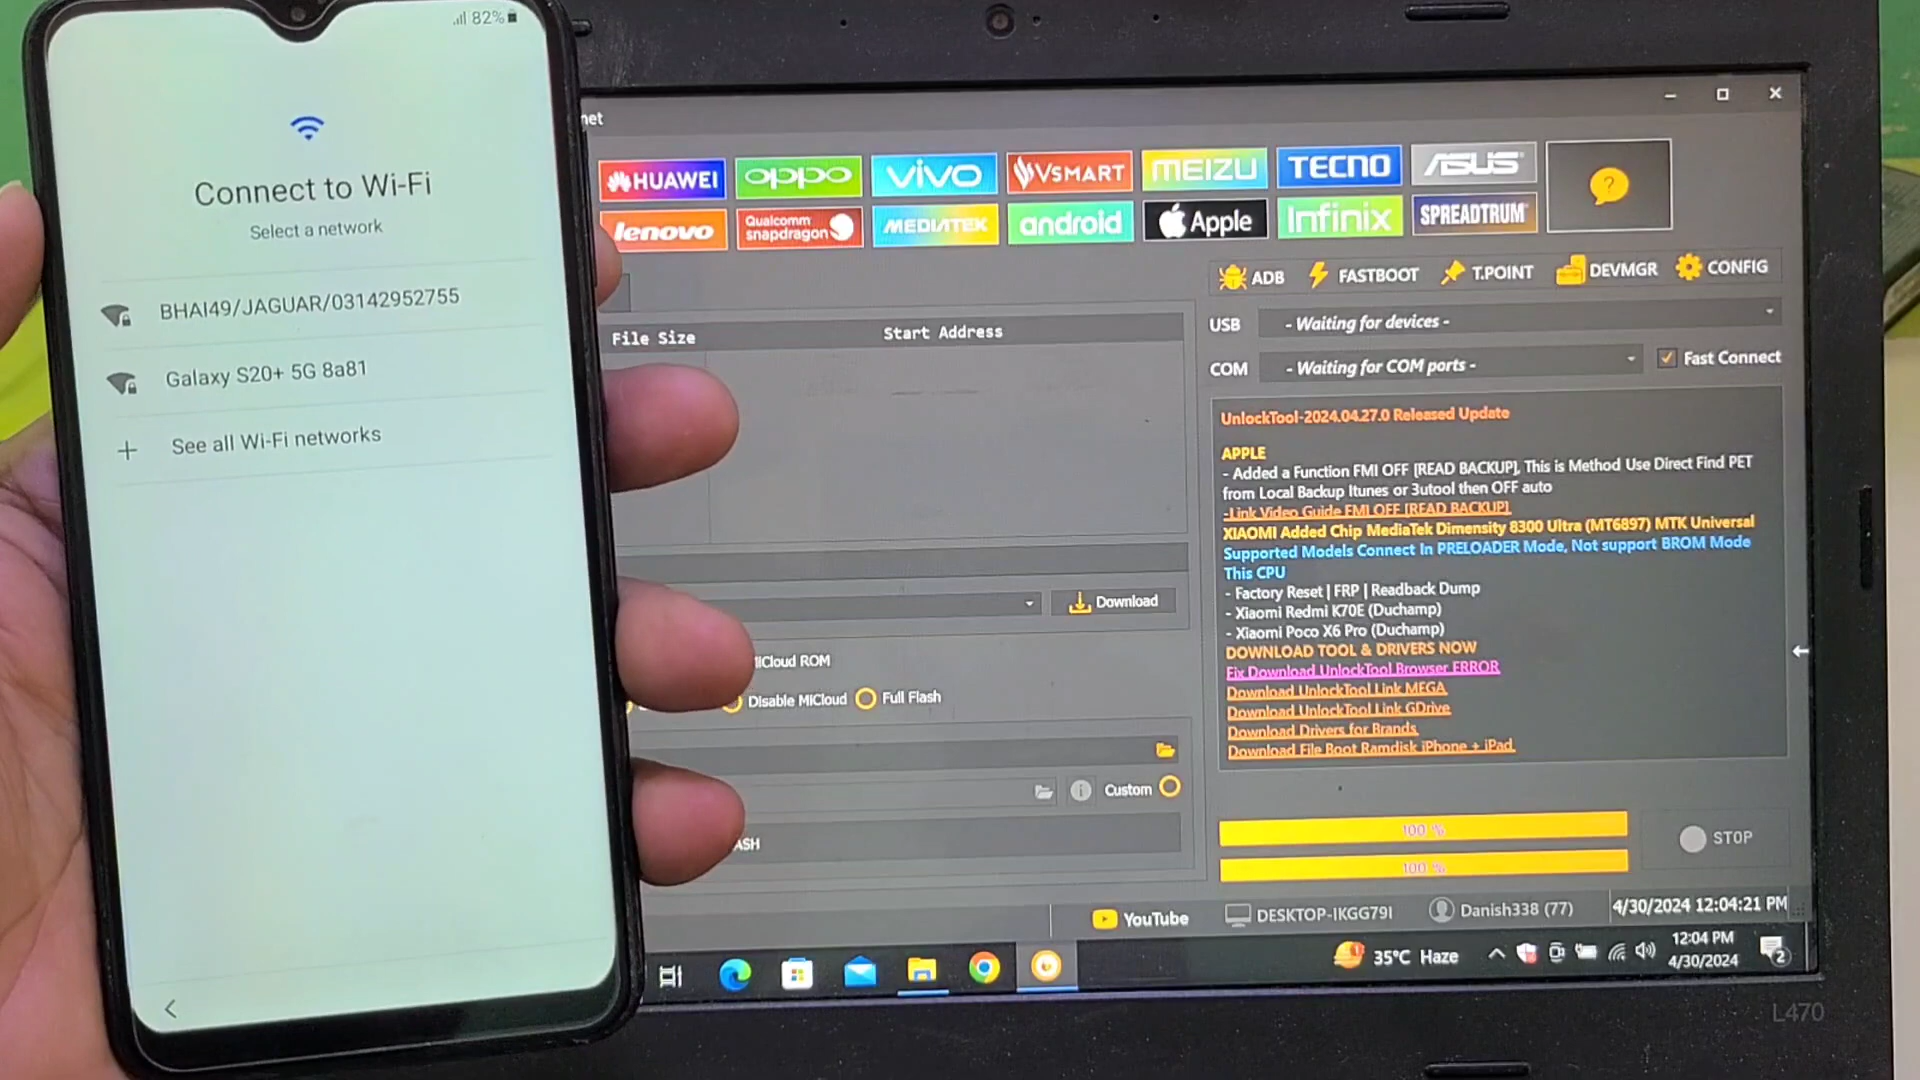 82%
Connect to Wi-Fi
Select a network
BHAI49/JAGUAR/03142952755
Galaxy S20+ 5G 8a81
See all Wi-Fi networks
net
HUAWEI
oppo
vivo
VSMART
MEIZU
TECNO
ASUS
lenovo
Qualcomm
snapdragon
MEDIATEK
android
Apple
Infinix
SPREADTRUM
ADB
FASTBOOT
T.POINT
DEVMGR
CONFIG
File Size
Start Address
USB
- Waiting for devices -
COM
- Waiting for COM ports -
Fast Connect
UnlockTool-2024.04.27.0 Released Update
APPLE
- Added a Function FMI OFF [READ BACKUP], This is Method Use Direct Find PET
from Local Backup Itunes or 3utool then OFF auto
-Link Video Guide FMI OFF [READ BACKUP]
XIAOMI Added Chip MediaTek Dimensity 8300 Ultra (MT6897) MTK Universal
Supported Models Connect In PRELOADER Mode, Not support BROM Mode
This CPU
- Factory Reset | FRP | Readback Dump
- Xiaomi Redmi K70E (Duchamp)
- Xiaomi Poco X6 Pro (Duchamp)
DOWNLOAD TOOL & DRIVERS NOW
Fix Download UnlockTool Browser ERROR
Download UnlockTool Link MEGA
Download UnlockTool Link GDrive
Download Drivers for Brands
Download File Boot Ramdisk iPhone + iPad
Download
MICloud ROM
Disable MiCloud
Full Flash
Custom
ASH
100 %
100 %
STOP
YouTube
DESKTOP-IKGG79I
Danish338 (77)
4/30/2024 12:04:21 PM
35°C Haze
12:04 PM
4/30/2024
2
L470